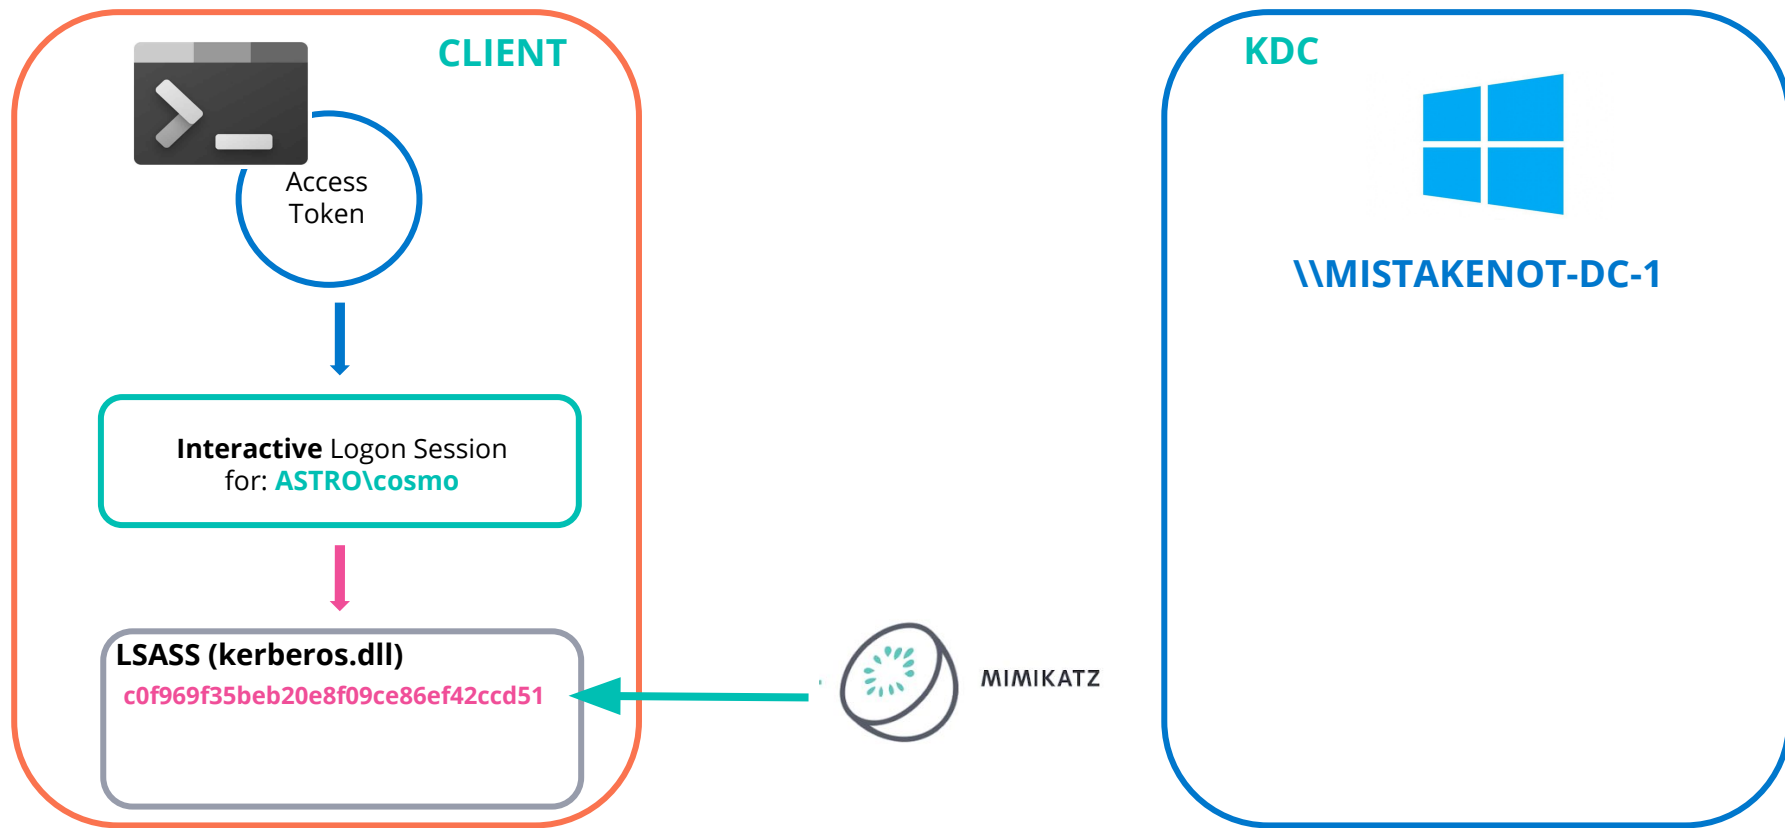 CLIENT
Access
Token
Interactive Logon Session
for: ASTRO\cosmo
LSASS (kerberos.dll)
c0f969f35beb20e8f09ce86ef42ccd51
MIMIKATZ
KDC
\\MISTAKENOT-DC-1